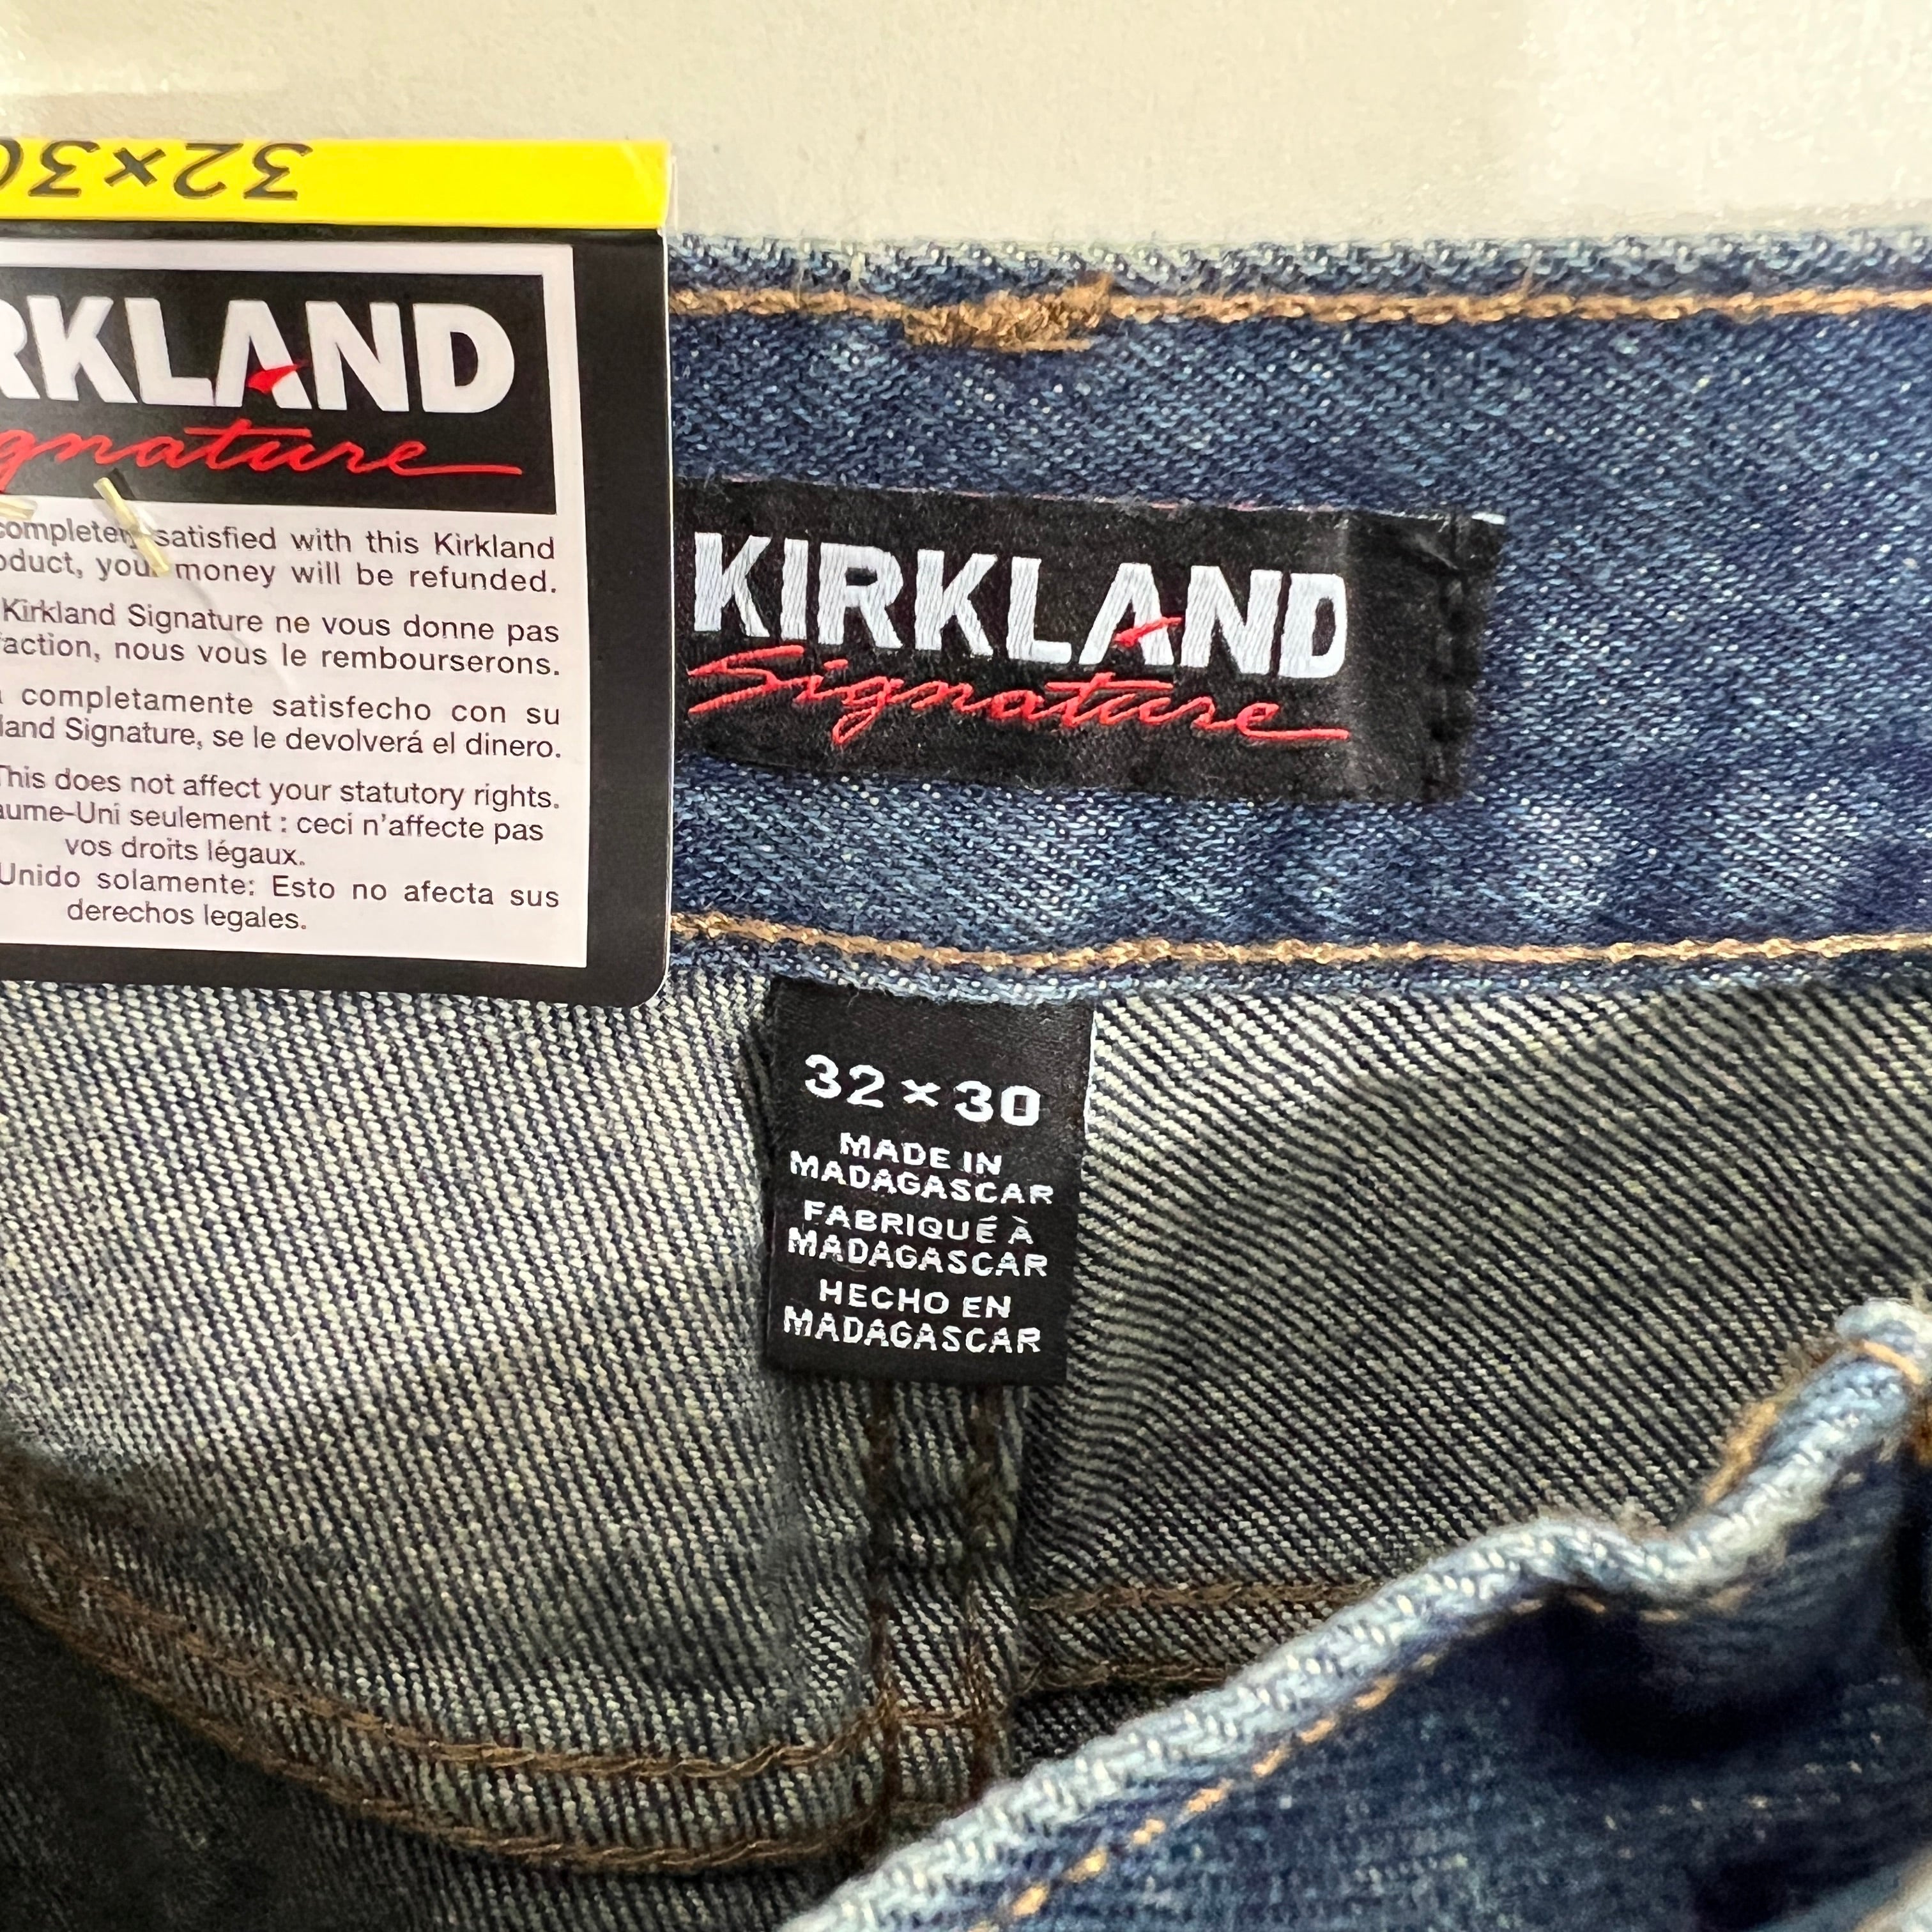 32×30
RKLAND
gnature
completely satisfied with this Kirkland
oduct, your money will be refunded.
Kirkland Signature ne vous donne pas
faction, nous vous le rembourserons.
completamente satisfecho con su
land Signature, se le devolverá el dinero.
This does not affect your statutory rights.
aume-Uni seulement : ceci n'affecte pas
vos droits légaux.
Unido solamente: Esto no afecta sus
derechos legales.
KIRKLAND
Signature
32×30
MADE IN
MADAGASCAR
FABRIQUÉ À
MADAGASCAR
HECHO EN
MADAGASCAR